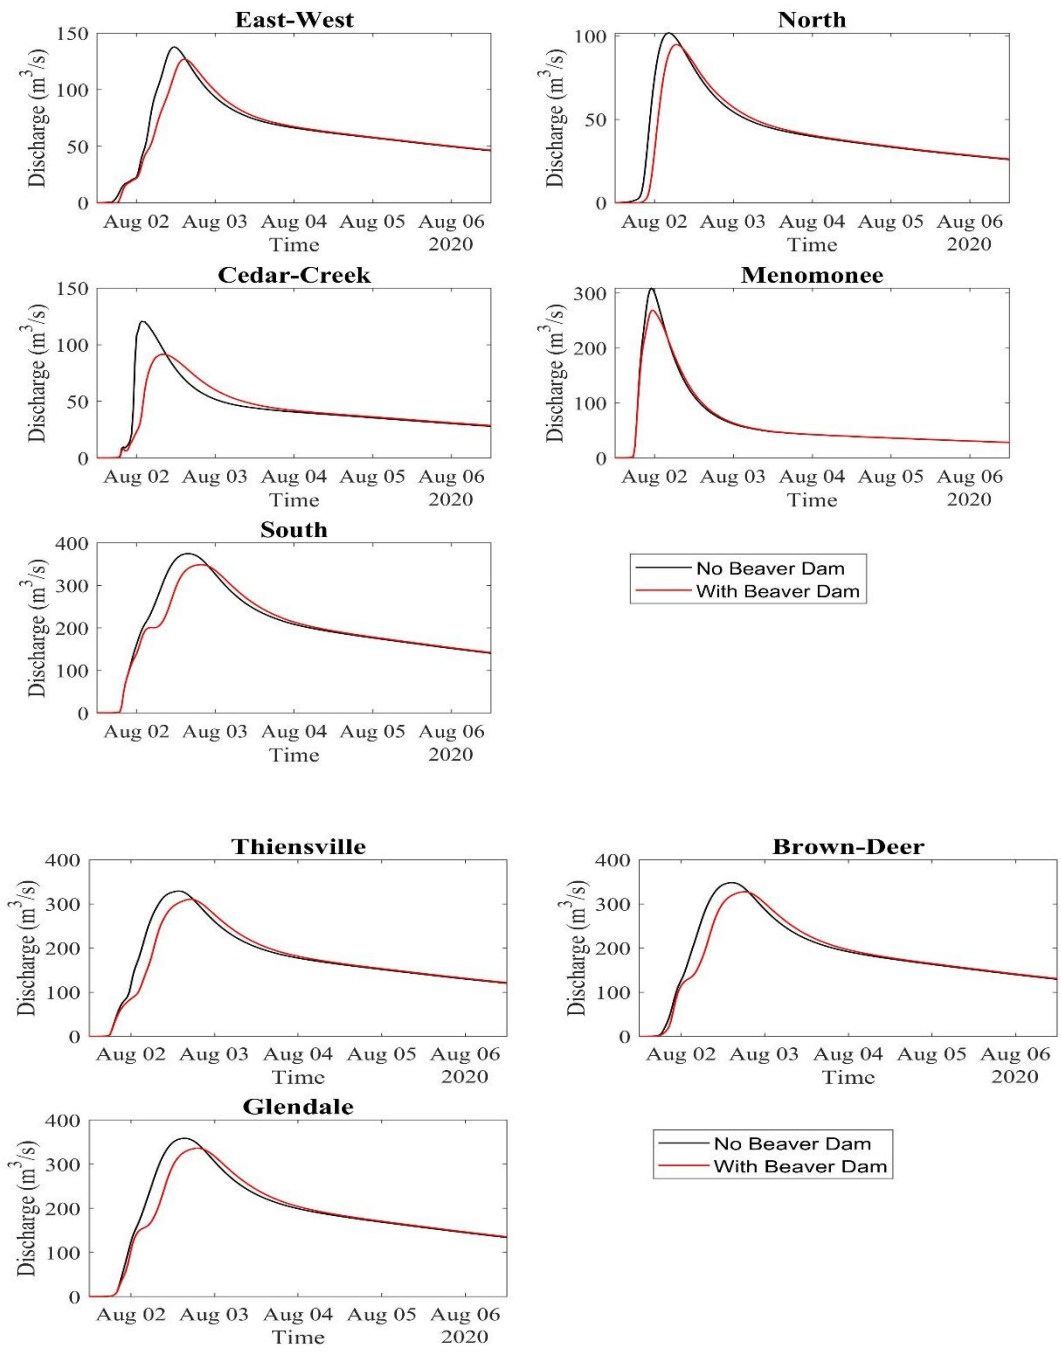 East-West
150
100
50
0
Discharge (m³/s)
Aug 02 Aug 03 Aug 04 Aug 05 Aug 06
Time 2020
North
100
50
0
Discharge (m³/s)
Aug 02 Aug 03 Aug 04 Aug 05 Aug 06
Time 2020
Cedar-Creek
150
100
50
0
Discharge (m³/s)
Aug 02 Aug 03 Aug 04 Aug 05 Aug 06
Time 2020
Menomonee
300
200
100
0
Discharge (m³/s)
Aug 02 Aug 03 Aug 04 Aug 05 Aug 06
Time 2020
South
400
300
200
100
0
Discharge (m³/s)
Aug 02 Aug 03 Aug 04 Aug 05 Aug 06
Time 2020
No Beaver Dam
With Beaver Dam
Thiensville
400
300
200
100
0
Discharge (m³/s)
Aug 02 Aug 03 Aug 04 Aug 05 Aug 06
Time 2020
Brown-Deer
400
300
200
100
0
Discharge (m³/s)
Aug 02 Aug 03 Aug 04 Aug 05 Aug 06
Time 2020
Glendale
400
300
200
100
0
Discharge (m³/s)
Aug 02 Aug 03 Aug 04 Aug 05 Aug 06
Time 2020
No Beaver Dam
With Beaver Dam